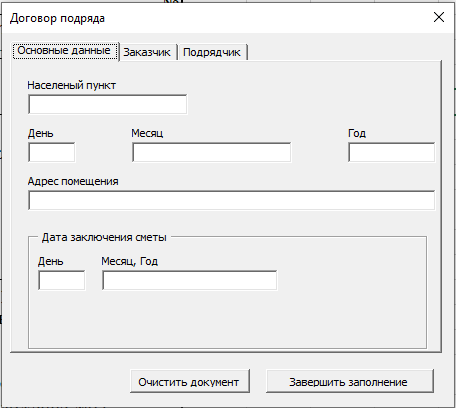 Договор подряда
Основные данные Заказчик Подрядчик
Населеный пункт
День Месяц Год
Адрес помещения
Дата заключения сметы
День Месяц, Год
Очистить документ Завершить заполнение